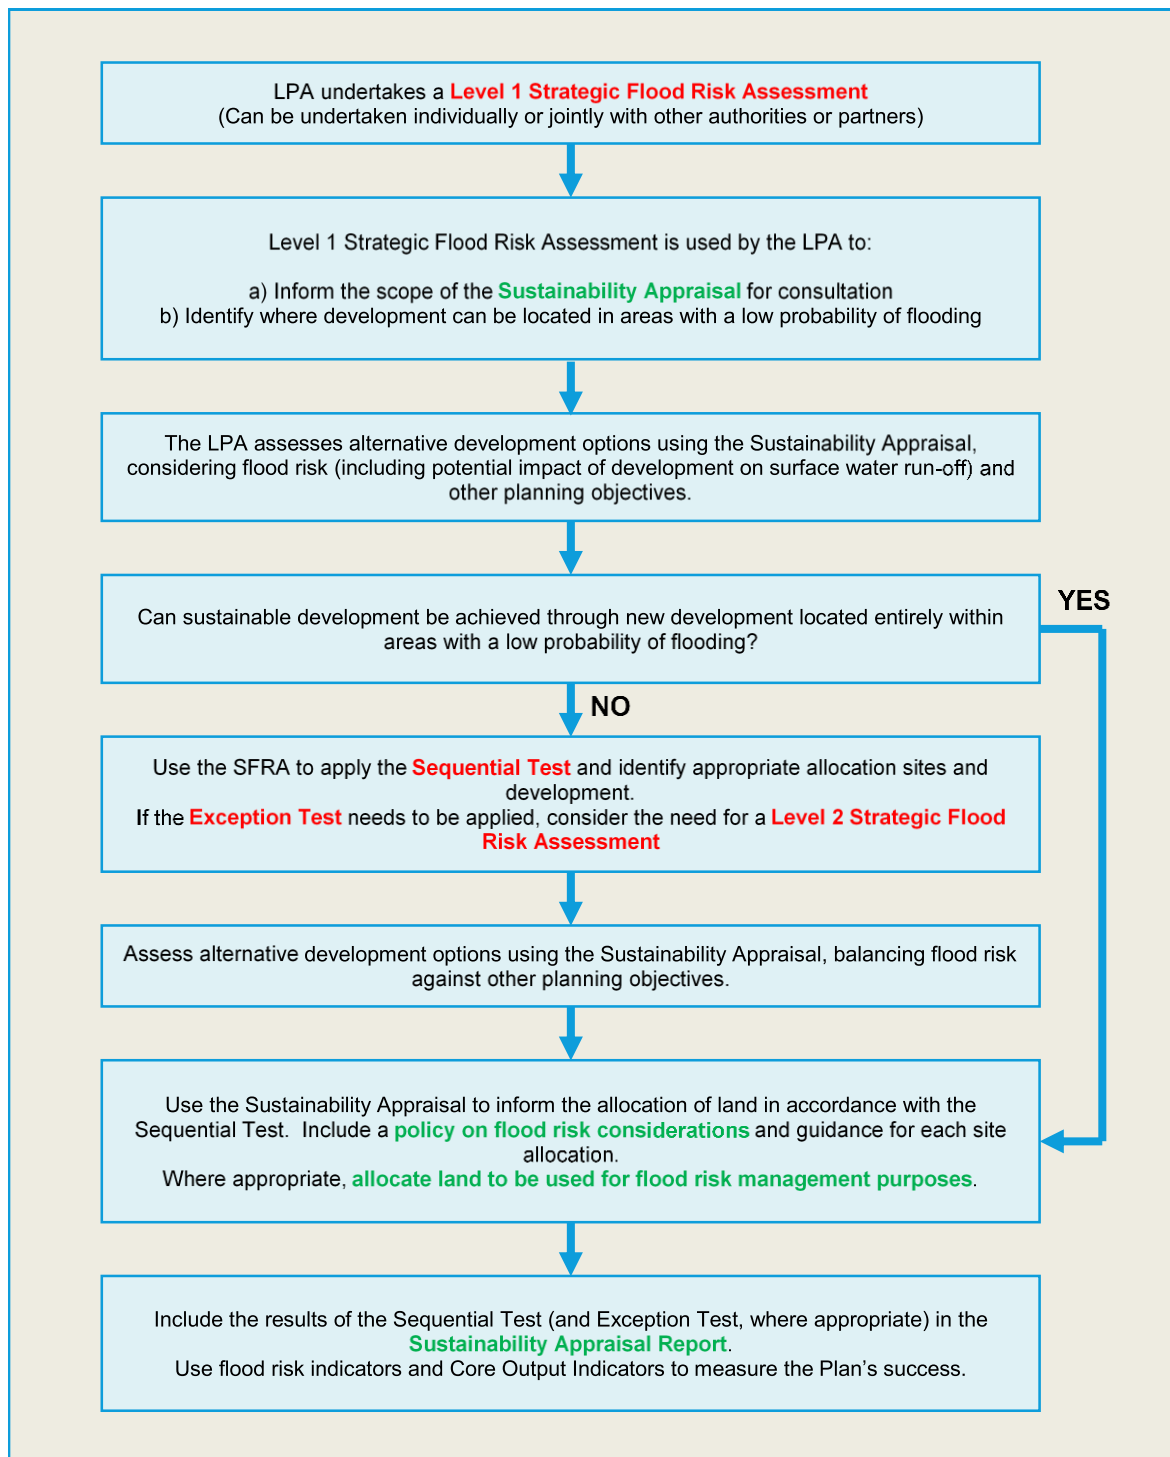 LPA undertakes a Level 1 Strategic Flood Risk Assessment
(Can be undertaken individually or jointly with other authorities or partners)
Level 1 Strategic Flood Risk Assessment is used by the LPA to:
a) Inform the scope of the Sustainability Appraisal for consultation
b) Identify where development can be located in areas with a low probability of flooding
The LPA assesses alternative development options using the Sustainability Appraisal,
considering flood risk (including potential impact of development on surface water run-off) and
other planning objectives.
Can sustainable development be achieved through new development located entirely within
areas with a low probability of flooding?
YES
NO
Use the SFRA to apply the Sequential Test and identify appropriate allocation sites and
development.
If the Exception Test needs to be applied, consider the need for a Level 2 Strategic Flood
Risk Assessment
Assess alternative development options using the Sustainability Appraisal, balancing flood risk
against other planning objectives.
Use the Sustainability Appraisal to inform the allocation of land in accordance with the
Sequential Test.  Include a policy on flood risk considerations and guidance for each site
allocation.
Where appropriate, allocate land to be used for flood risk management purposes.
Include the results of the Sequential Test (and Exception Test, where appropriate) in the
Sustainability Appraisal Report.
Use flood risk indicators and Core Output Indicators to measure the Plan’s success.